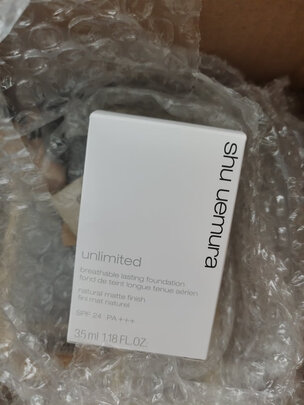 shu uemura
unlimited
breathable lasting foundation
fond de teint longue tenue aérien
natural matte finish
fini mat naturel
SPF 24 PA+++
35 ml 1.18 FL.OZ.